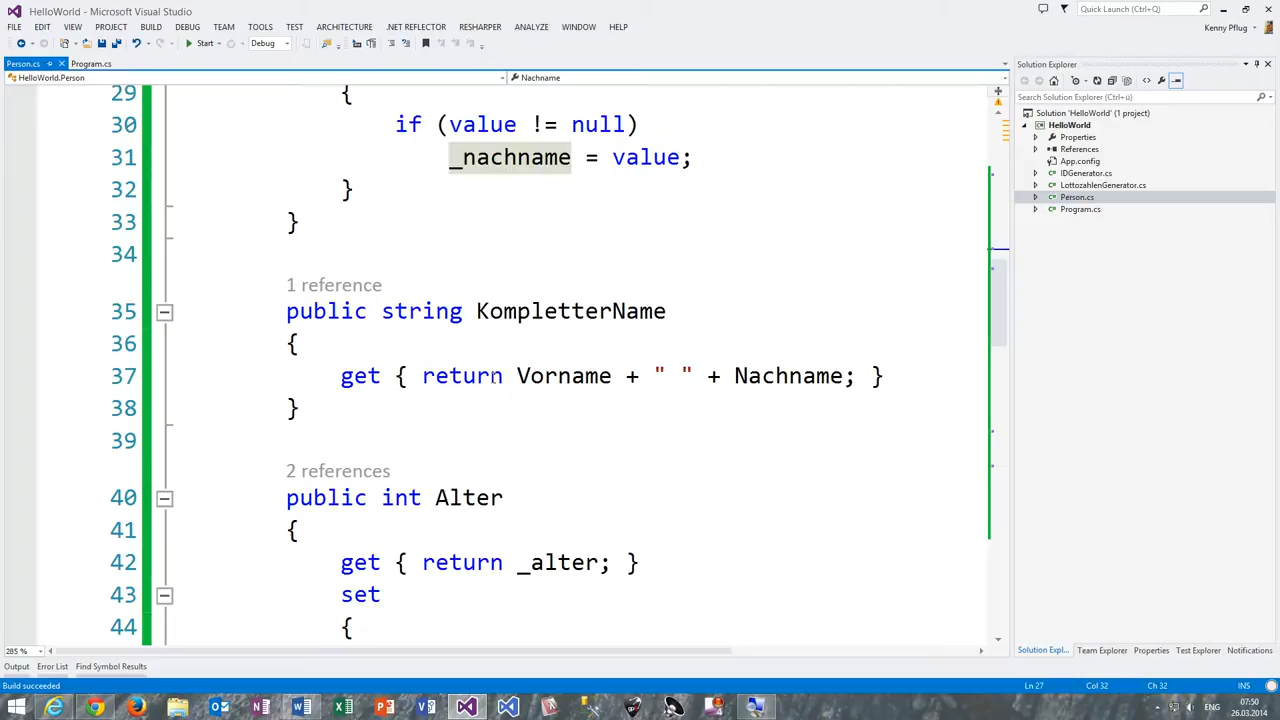 HelloWorld - Microsoft Visual Studio
Quick Launch (Ctrl+Q)
FILE EDIT VIEW PROJECT BUILD DEBUG TEAM TOOLS TEST ARCHITECTURE .NET REFLECTOR RESHARPER ANALYZE WINDOW HELP
Kenny Pflug
Start Debug
Person.cs Program.cs
HelloWorld.Person Nachname
29 {
30 if (value != null)
31 _nachname = value;
32 }
33 }
34
1 reference
35 public string KompletterName
36 {
37 get { return Vorname + " " + Nachname; }
38 }
39
2 references
40 public int Alter
41 {
42 get { return _alter; }
43 set
44 {
285 %
Solution Explorer
Search Solution Explorer (Ctrl+ü)
Solution 'HelloWorld' (1 project)
HelloWorld
Properties
References
App.config
IDGenerator.cs
LottozahlenGenerator.cs
Person.cs
Program.cs
Solution Expl... Team Explorer Properties Test Explorer Notifications
Output Error List Find Symbol Results
Build succeeded Ln 27 Col 32 Ch 32 INS
07:50
26.03.2014